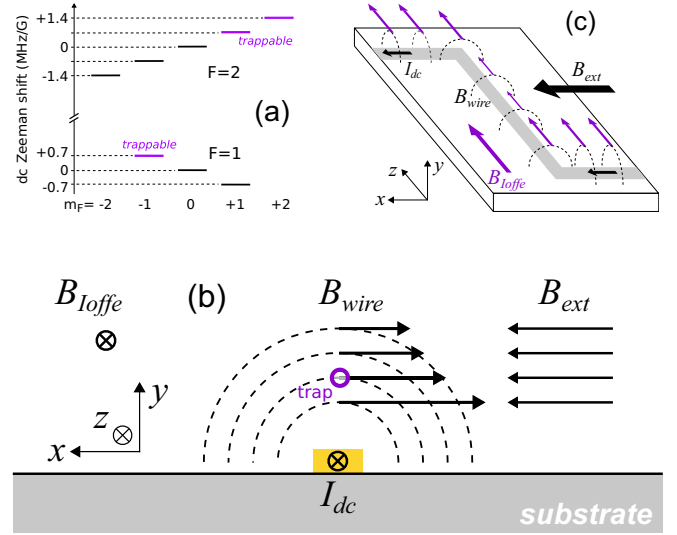 dc Zeeman shift (MHz/G)
+1.4
trappable
0
F=2
-1.4
(a)
trappable
+0.7
F=1
0
-0.7
m_F= -2 -1 0 +1 +2
(c)
I_dc
B_ext
B_wire
B_Ioffe
z
y
x
(b)
B_Ioffe
B_wire
B_ext
trap
y
z
x
I_dc
substrate